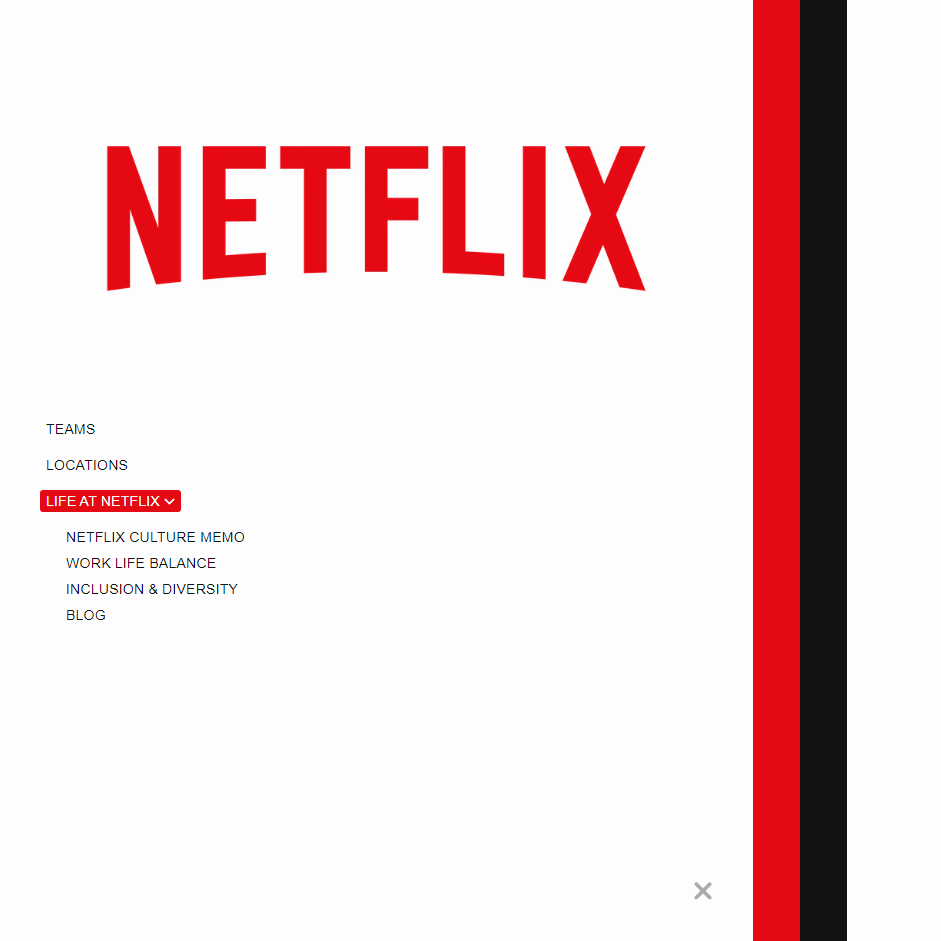 NETFLIX
TEAMS
LOCATIONS
LIFE AT NETFLIX
NETFLIX CULTURE MEMO
WORK LIFE BALANCE
INCLUSION & DIVERSITY
BLOG